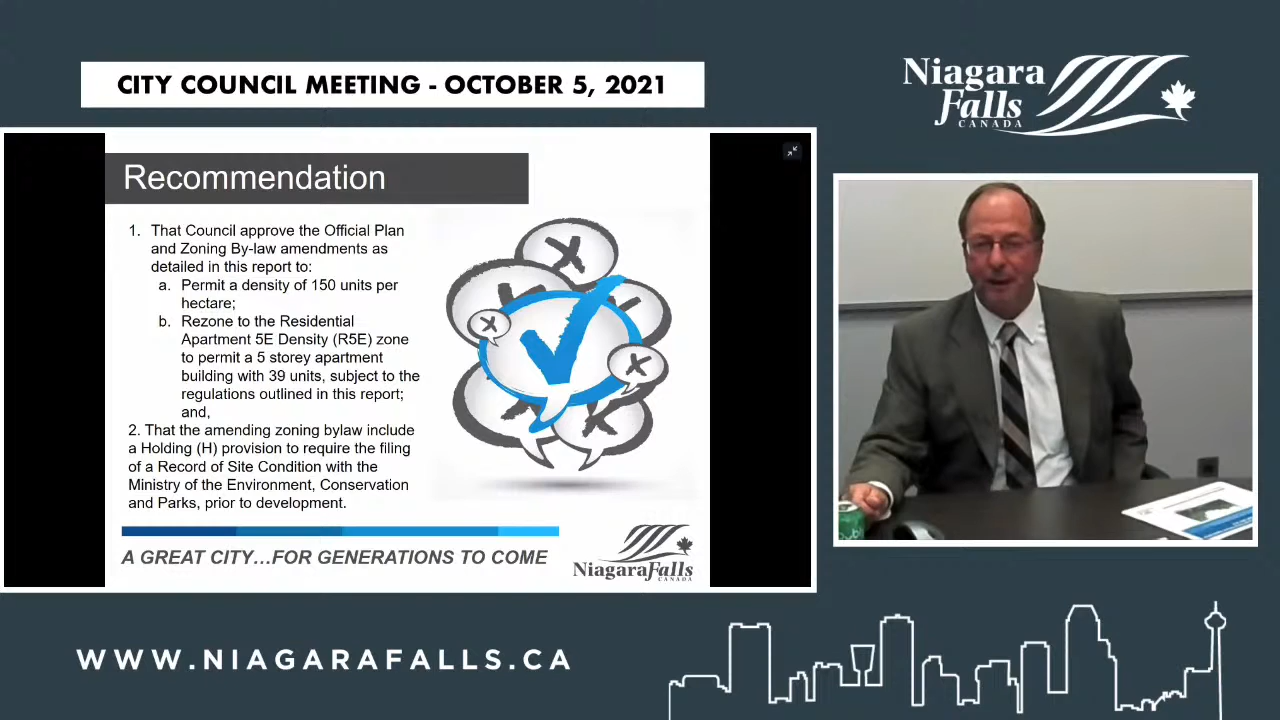 CITY COUNCIL MEETING - OCTOBER 5, 2021
Niagara
Falls
CANADA
Recommendation
1. That Council approve the Official Plan
and Zoning By-law amendments as
detailed in this report to:
a. Permit a density of 150 units per
hectare;
b. Rezone to the Residential
Apartment 5E Density (R5E) zone
to permit a 5 storey apartment
building with 39 units, subject to the
regulations outlined in this report;
and,
2. That the amending zoning bylaw include
a Holding (H) provision to require the filing
of a Record of Site Condition with the
Ministry of the Environment, Conservation
and Parks, prior to development.
A GREAT CITY...FOR GENERATIONS TO COME
NiagaraFalls
CANADA
WWW.NIAGARAFALLS.CA